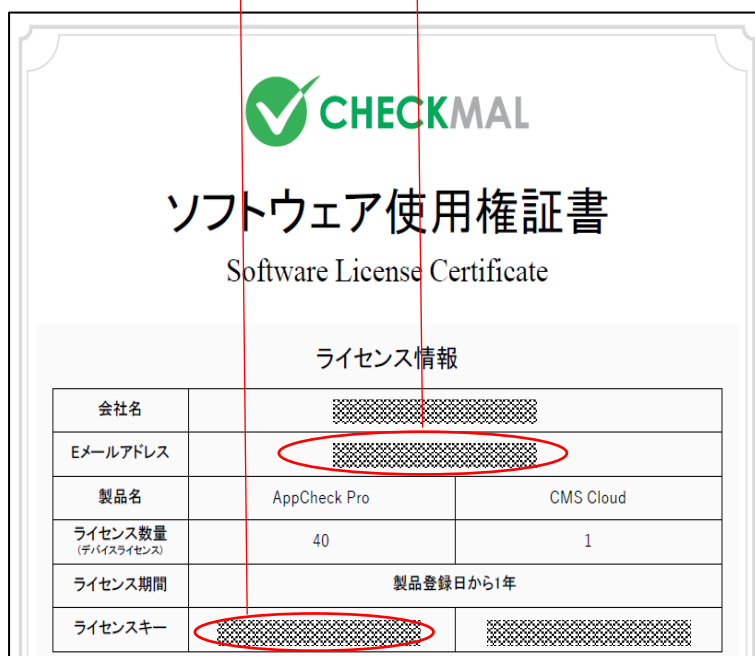 CHECKMAL
ソフトウェア使用権証書
Software License Certificate
ライセンス情報
会社名
Eメールアドレス
製品名 AppCheck Pro CMS Cloud
ライセンス数量 40 1
(デバイスライセンス)
ライセンス期間 製品登録日から1年
ライセンスキー